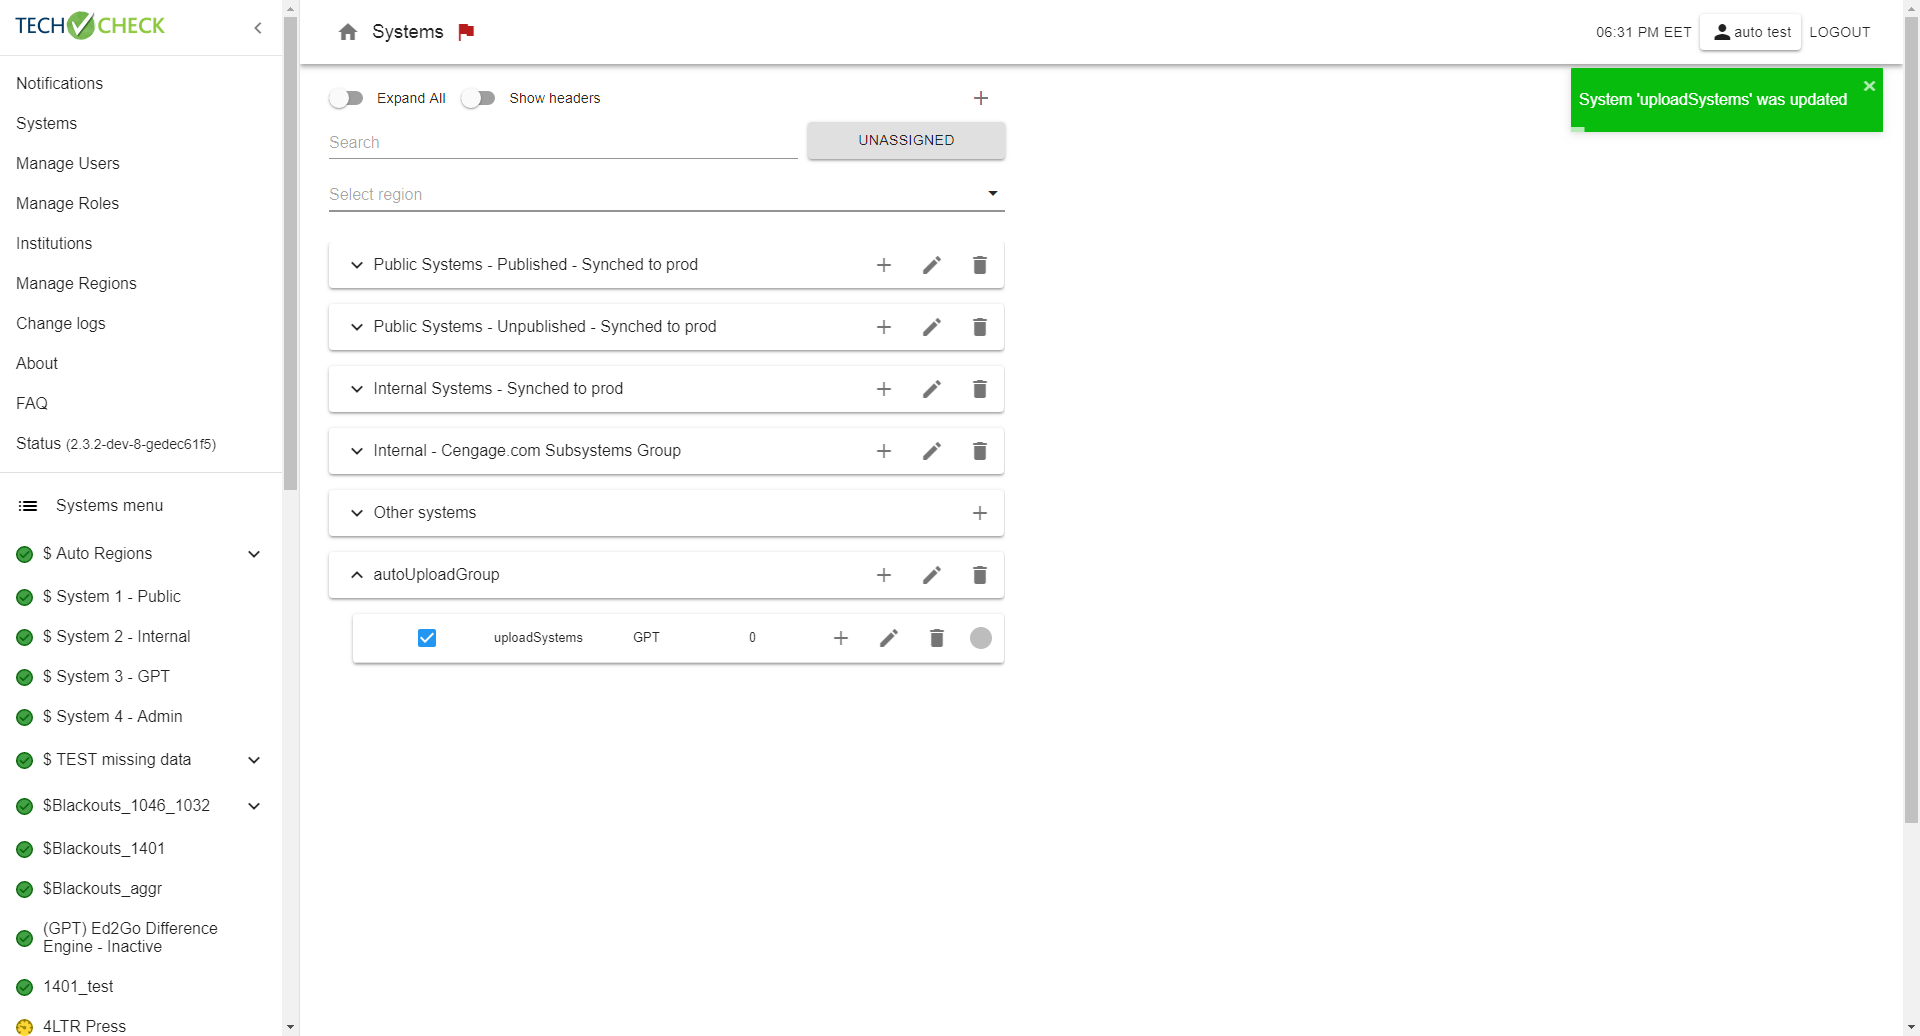 TECH CHECK
Notifications
Systems
Manage Users
Manage Roles
Institutions
Manage Regions
Change logs
About
FAQ
Status (2.3.2-dev-8-gedec61f5)
Systems menu
$ Auto Regions
$ System 1 - Public
$ System 2 - Internal
$ System 3 - GPT
$ System 4 - Admin
$ TEST missing data
$Blackouts_1046_1032
$Blackouts_1401
$Blackouts_aggr
(GPT) Ed2Go Difference
Engine - Inactive
1401_test
4LTR Press
Systems
06:31 PM EET
auto test
LOGOUT
System 'uploadSystems' was updated
Expand All
Show headers
Search
UNASSIGNED
Select region
Public Systems - Published - Synched to prod
Public Systems - Unpublished - Synched to prod
Internal Systems - Synched to prod
Internal - Cengage.com Subsystems Group
Other systems
autoUploadGroup
uploadSystems GPT 0